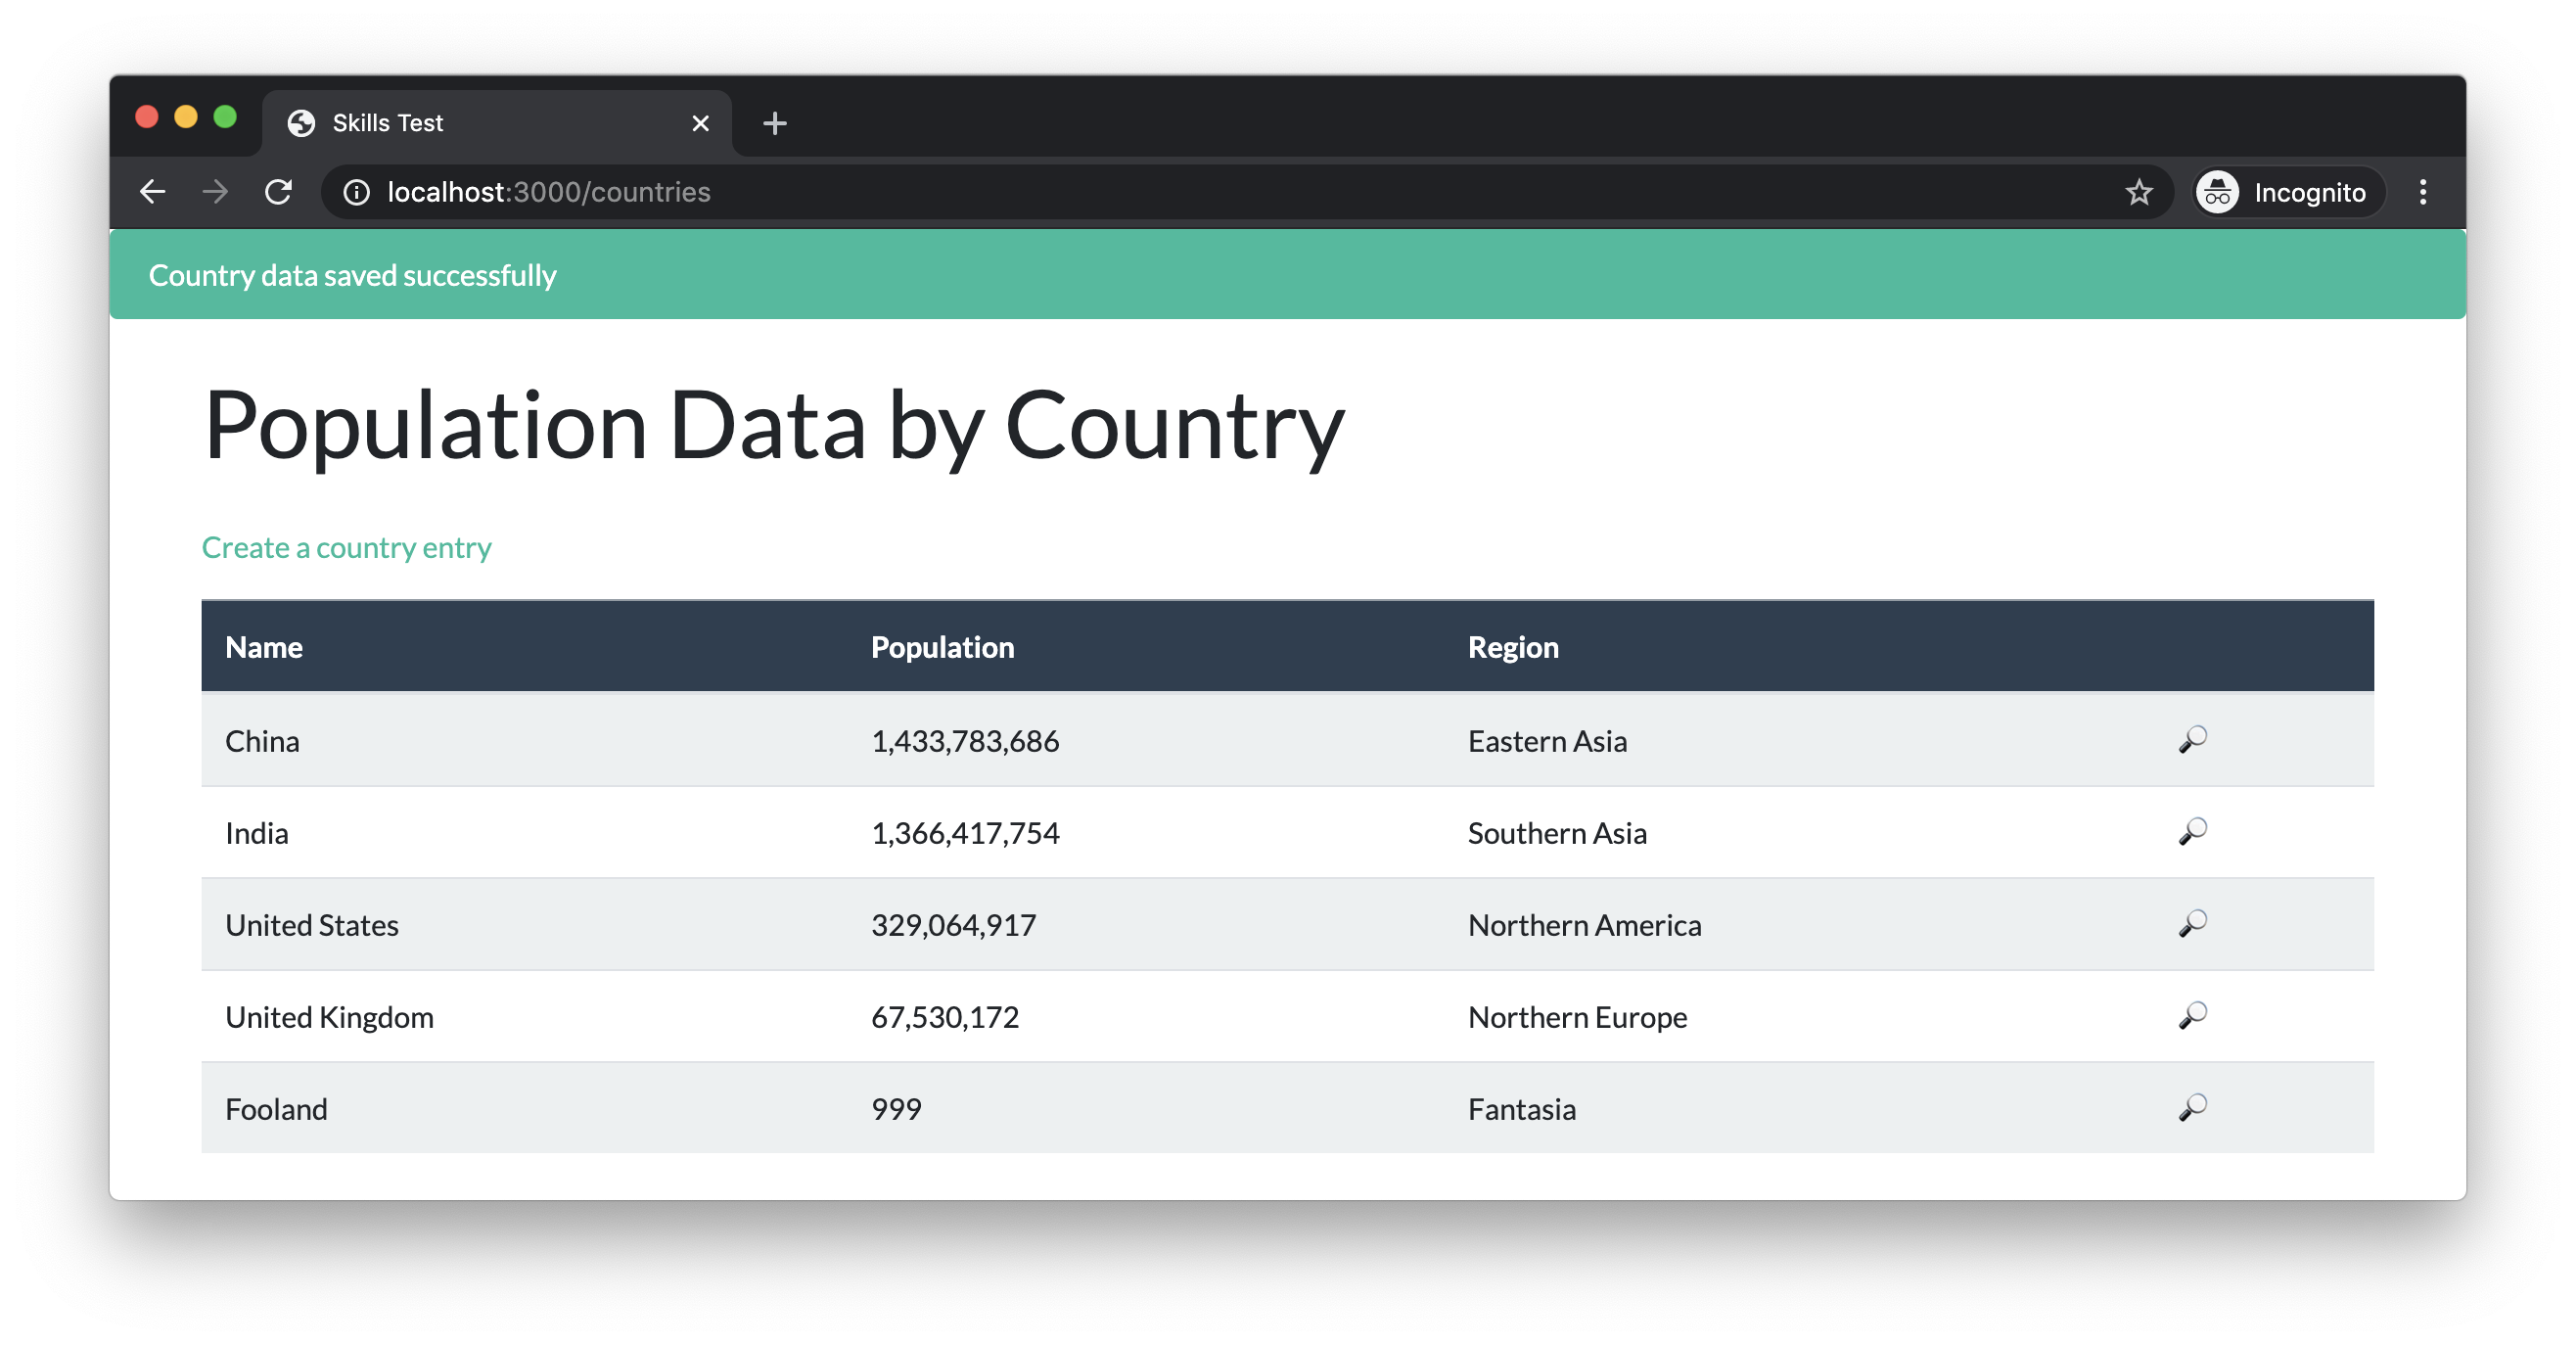 Skills Test
localhost:3000/countries
Incognito
Country data saved successfully
Population Data by Country
Create a country entry
Name Population Region
China 1,433,783,686 Eastern Asia
India 1,366,417,754 Southern Asia
United States 329,064,917 Northern America
United Kingdom 67,530,172 Northern Europe
Fooland 999 Fantasia